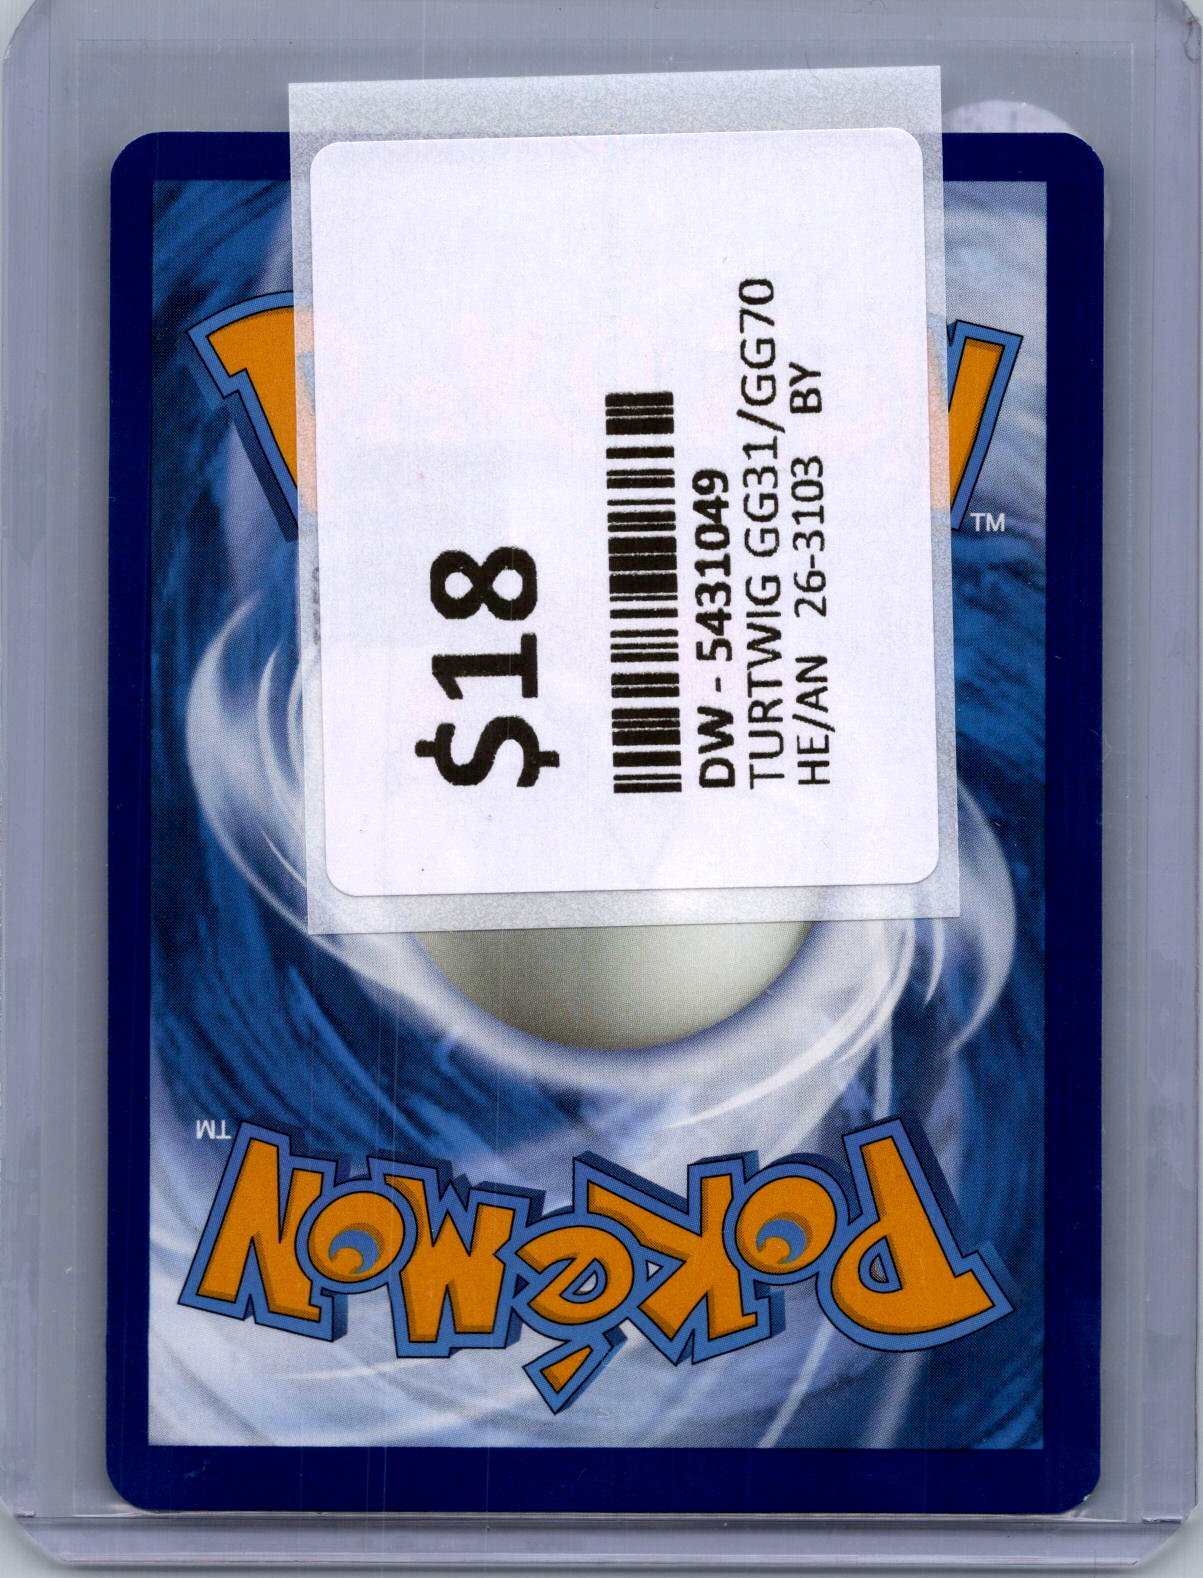 $18
DW - 5431049
TURTWIG GG31/GG70
HE/AN 26-3103 BY
TM
TM
POKéMON